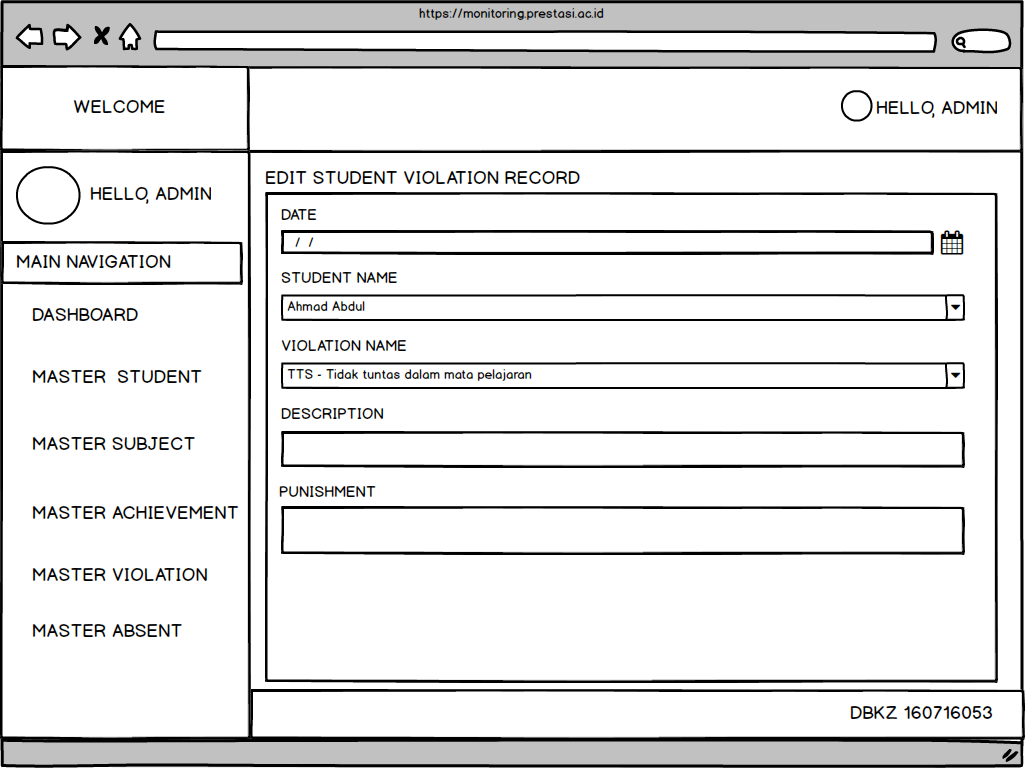 https://monitoring.prestasi.ac.id
WELCOME
HELLO, ADMIN
HELLO, ADMIN
MAIN NAVIGATION
DASHBOARD
MASTER STUDENT
MASTER SUBJECT
MASTER ACHIEVEMENT
MASTER VIOLATION
MASTER ABSENT
EDIT STUDENT VIOLATION RECORD
DATE
/ /
STUDENT NAME
Ahmad Abdul
VIOLATION NAME
TTS - Tidak tuntas dalam mata pelajaran
DESCRIPTION
PUNISHMENT
DBKZ 160716053